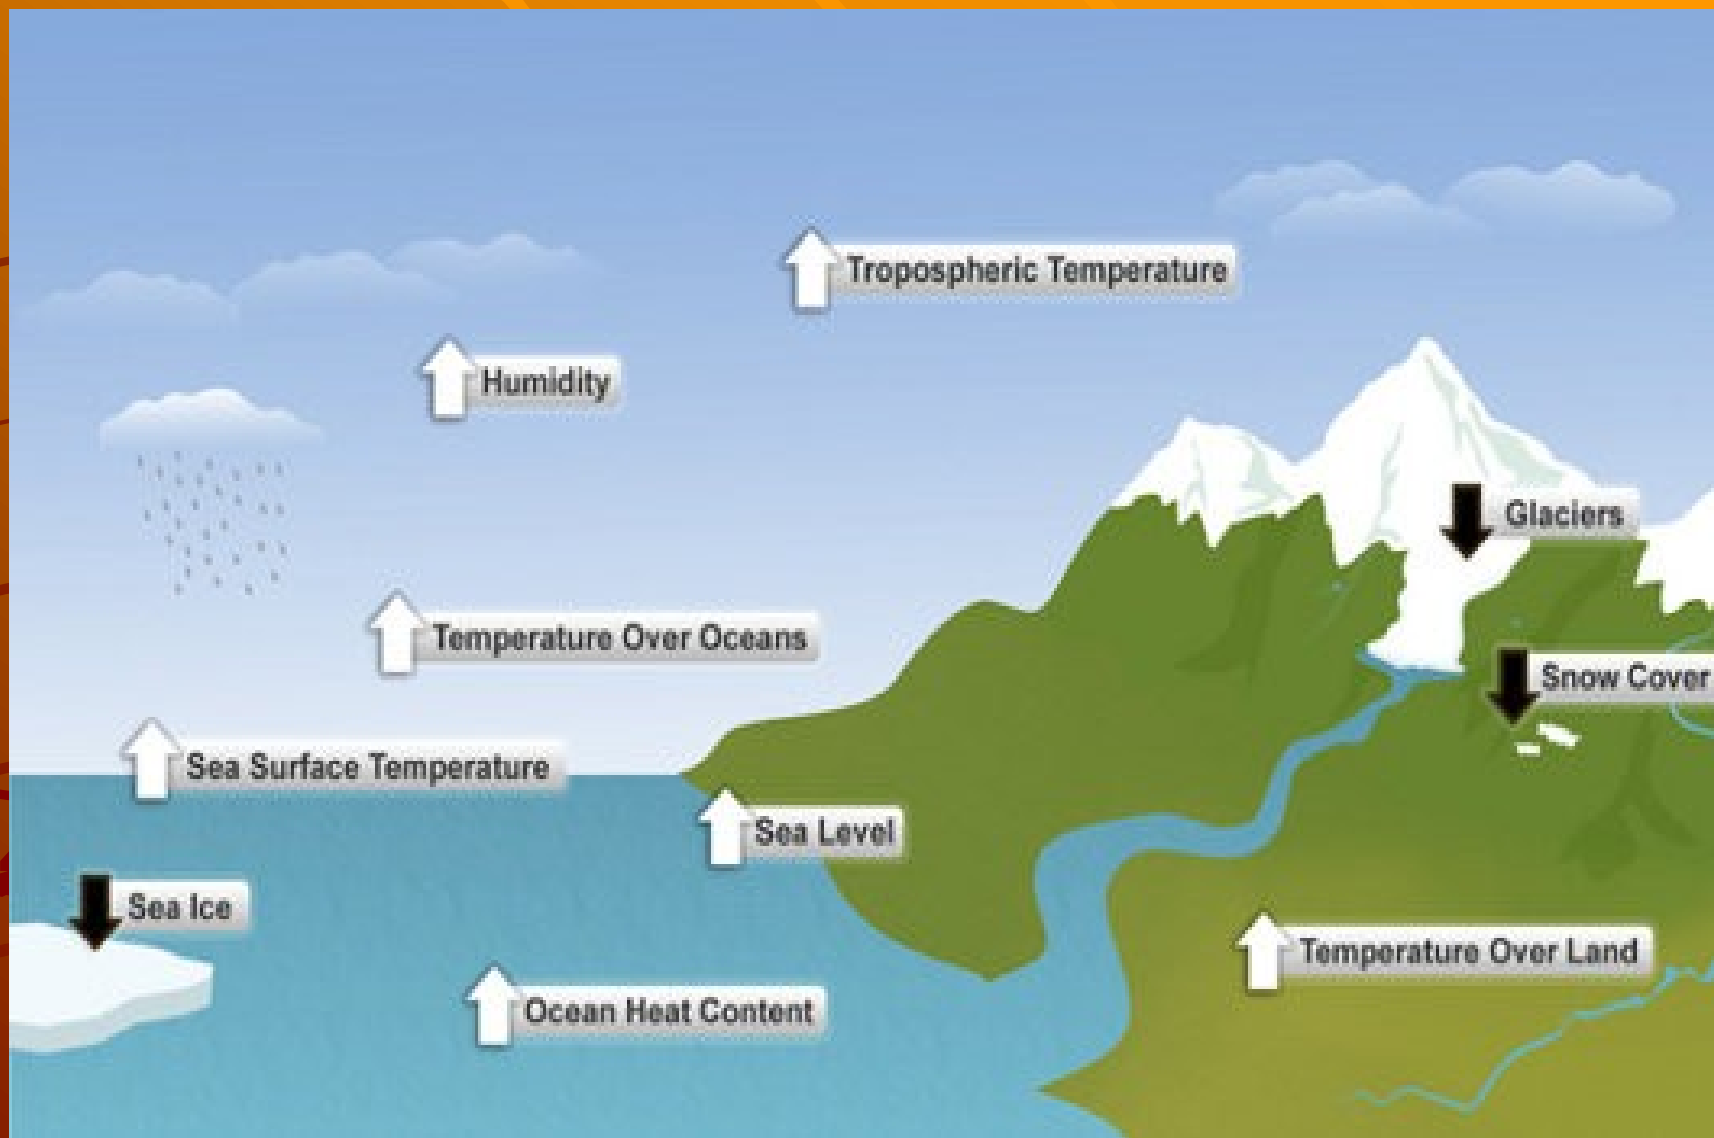 Tropospheric Temperature
Humidity
Glaciers
Temperature Over Oceans
Snow Cover
Sea Surface Temperature
Sea Level
Sea Ice
Temperature Over Land
Ocean Heat Content